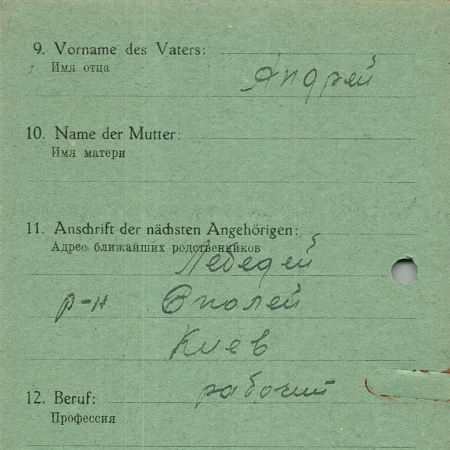 9. Vorname des Vaters:
Имя отца
Андрей
10. Name der Mutter:
Имя матери
11. Anschrift der nächsten Angehörigen:
Адрес ближайших родственников
Лебедей
р-н Сполей
Киев
12. Beruf: рабочий
Профессия